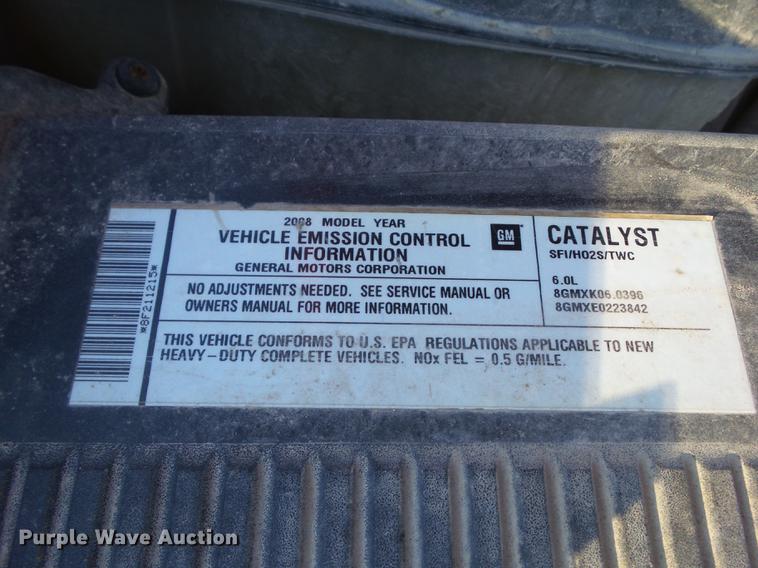 2008 MODEL YEAR
VEHICLE EMISSION CONTROL
INFORMATION
GENERAL MOTORS CORPORATION
GM
NO ADJUSTMENTS NEEDED. SEE SERVICE MANUAL OR
OWNERS MANUAL FOR MORE INFORMATION.
CATALYST
SFI/HO2S/TWC
6.0L
8GMXK06.0396
8GMXE0223842
THIS VEHICLE CONFORMS TO U.S. EPA REGULATIONS APPLICABLE TO NEW
HEAVY-DUTY COMPLETE VEHICLES. NOx FEL = 0.5 G/MILE.
*8F211215*
Purple Wave Auction